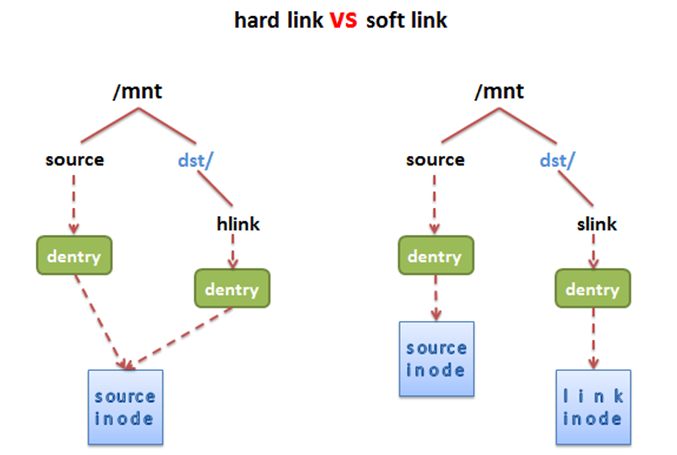 hard link VS soft link
/mnt
source
dst/
hlink
dentry
dentry
source
inode
/mnt
source
dst/
slink
dentry
dentry
source
inode
link
inode